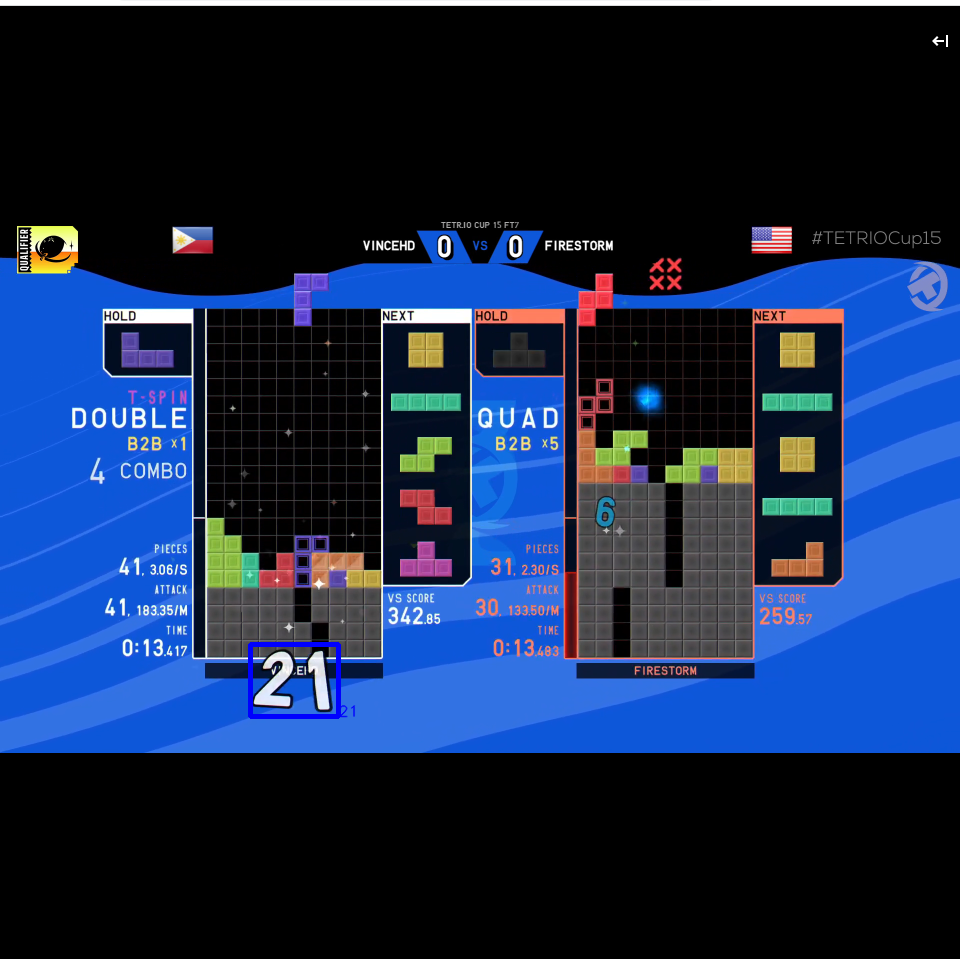 TETR.IO CUP 15 FT7
QUALIFIER
VINCEHD 0 VS 0 FIRESTORM
#TETRIOCup15
HOLD
NEXT
T-SPIN
DOUBLE
B2B ×1
4 COMBO
PIECES
41, 3.06/S
ATTACK
41, 183.35/M
TIME
0:13.417
VS SCORE
342.85
21
21
HOLD
NEXT
QUAD
B2B ×5
6
PIECES
31, 2.30/S
ATTACK
30, 133.50/M
TIME
0:13.483
VS SCORE
259.57
FIRESTORM